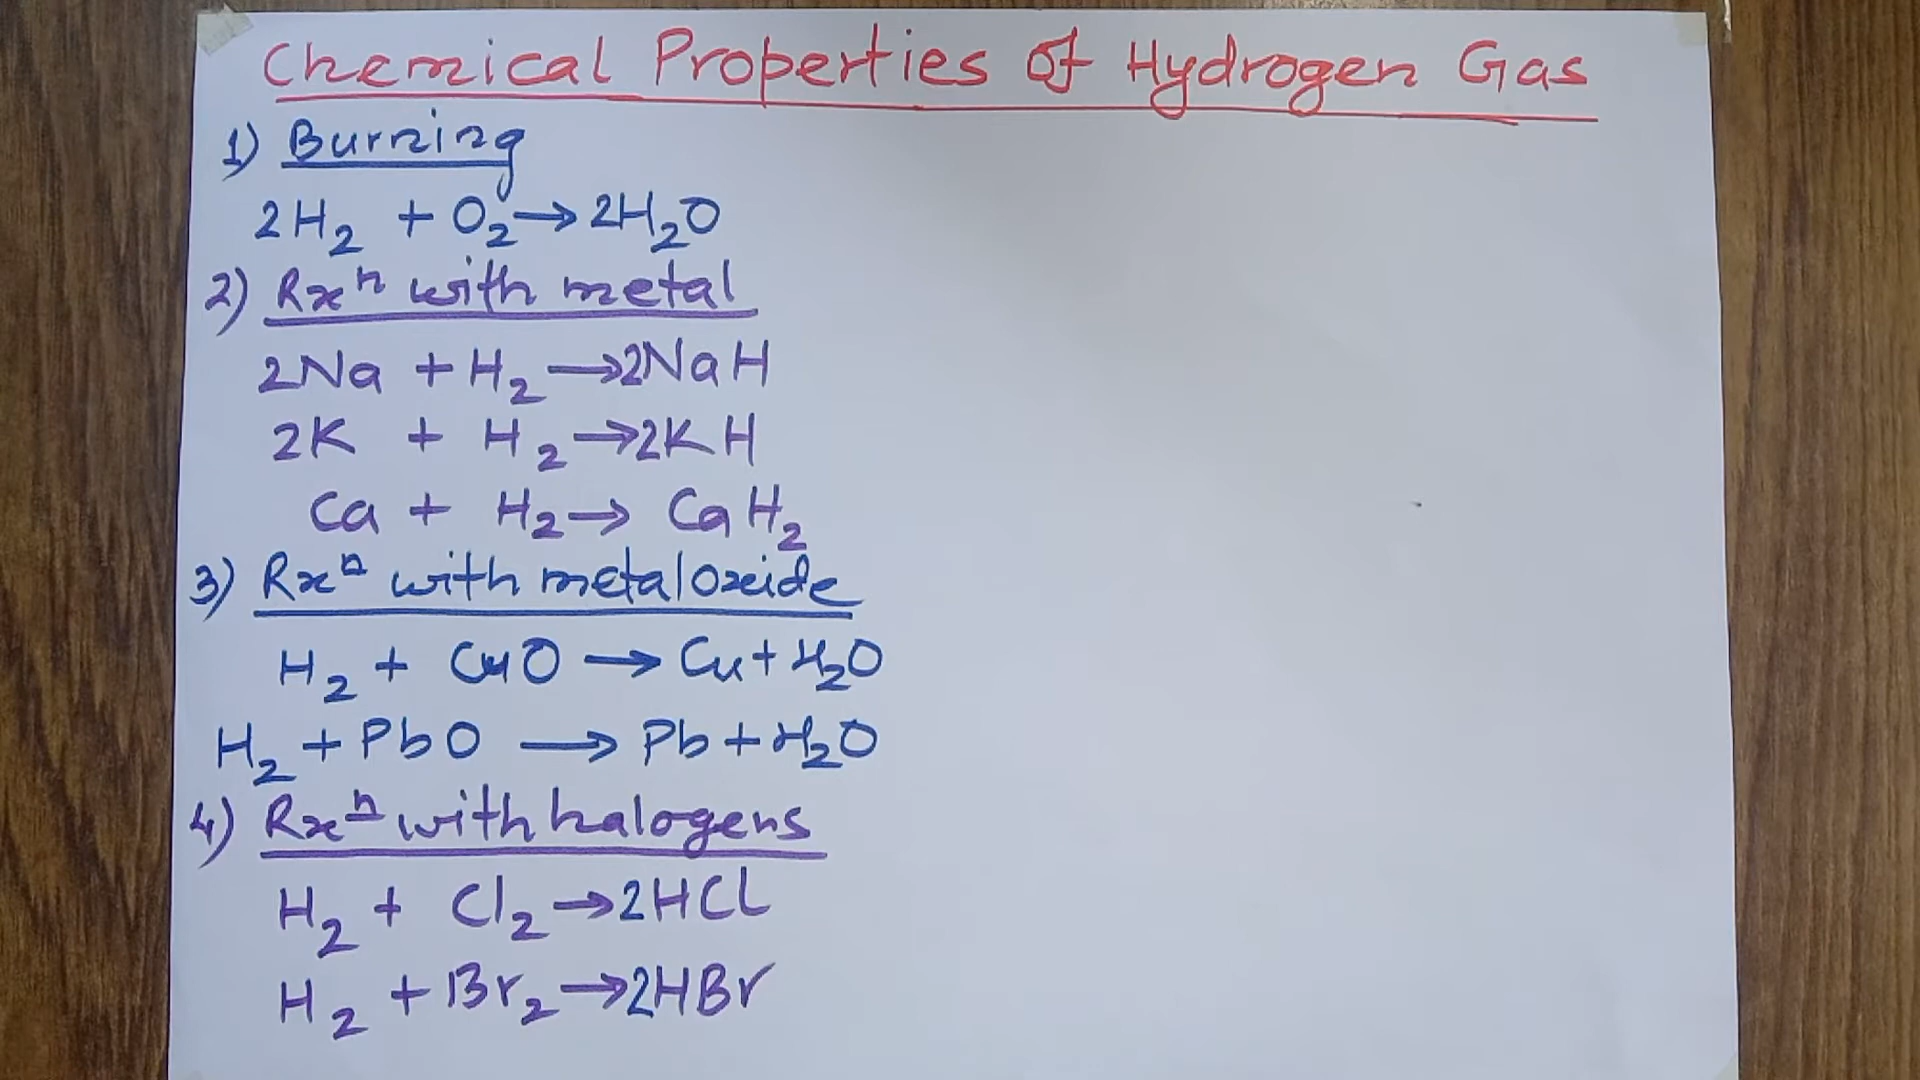 Chemical Properties Of Hydrogen Gas
1) Burning
2H₂ + O₂ → 2H₂O
2) Rxⁿ with metal
2Na + H₂ → 2NaH
2K + H₂ → 2KH
Ca + H₂ → CaH₂
3) Rxⁿ with metal Oxide
H₂ + CuO → Cu + H₂O
H₂ + PbO → Pb + H₂O
4) Rxⁿ with halogens
H₂ + Cl₂ → 2HCl
H₂ + Br₂ → 2HBr